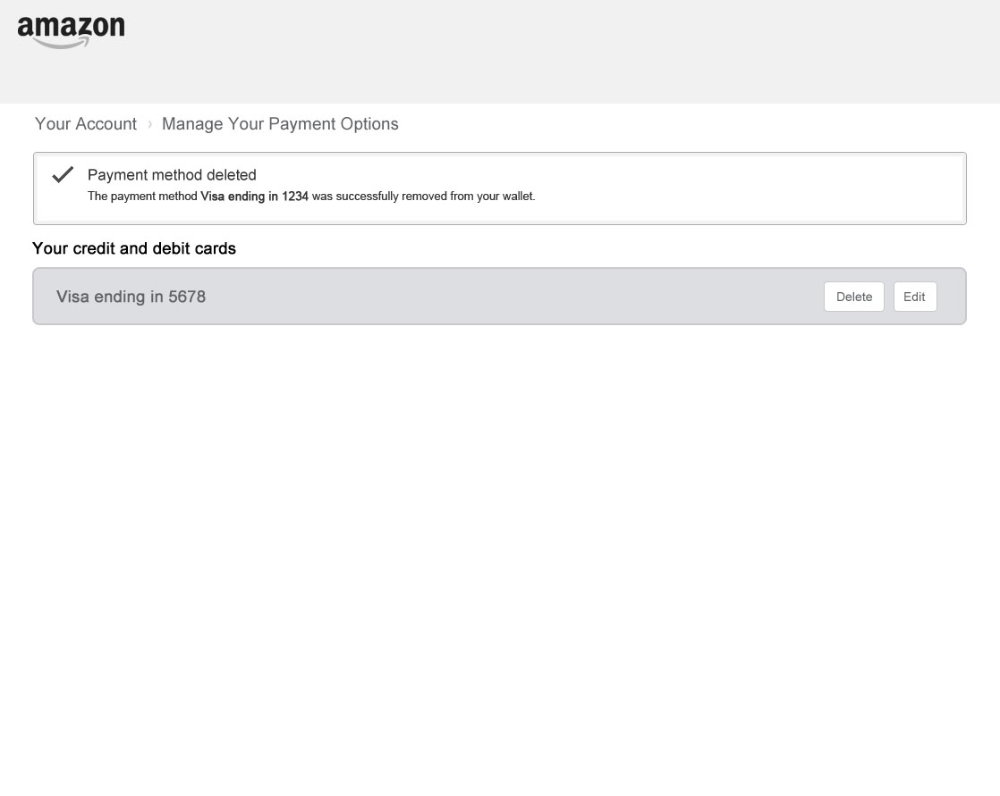 amazon
Your Account › Manage Your Payment Options
Payment method deleted
The payment method Visa ending in 1234 was successfully removed from your wallet.
Your credit and debit cards
Visa ending in 5678 Delete Edit